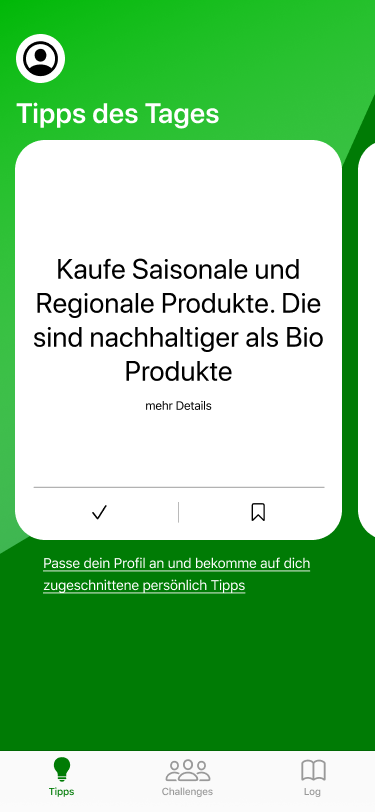 Tipps des Tages
Kaufe Saisonale und
Regionale Produkte. Die
sind nachhaltiger als Bio
Produkte
mehr Details
Passe dein Profil an und bekomme auf dich
zugeschnittene persönlich Tipps
Tipps
Challenges
Log